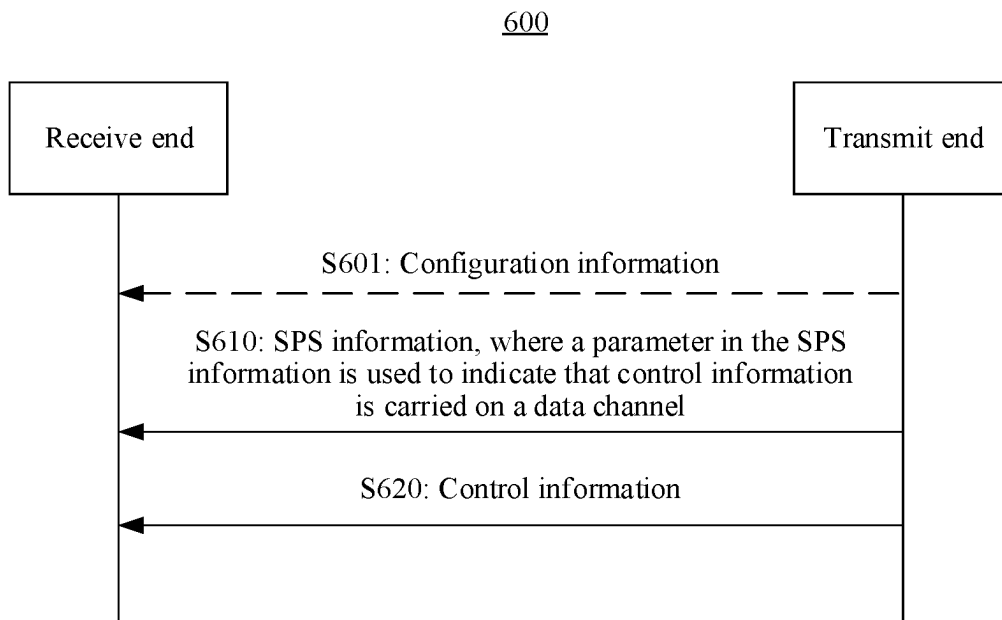 600
Receive end
Transmit end
S601: Configuration information
S610: SPS information, where a parameter in the SPS
information is used to indicate that control information
is carried on a data channel
S620: Control information